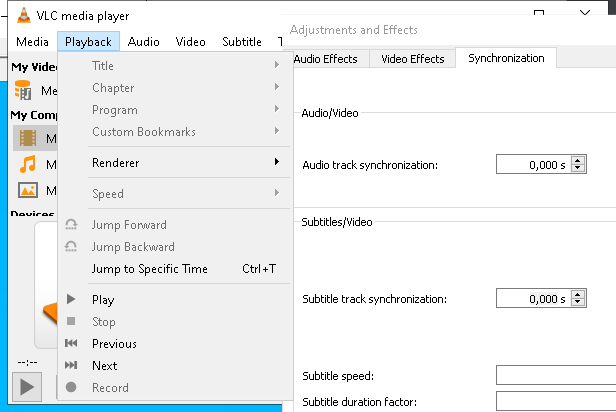 VLC media player
Media Playback Audio Video Subtitle
My Video
Me
My Comp
M
M
M
Devices
--:--
Title
Chapter
Program
Custom Bookmarks
Renderer
Speed
Jump Forward
Jump Backward
Jump to Specific Time Ctrl+T
Play
Stop
Previous
Next
Record
Adjustments and Effects
Audio Effects Video Effects Synchronization
Audio/Video
Audio track synchronization: 0,000 s
Subtitles/Video
Subtitle track synchronization: 0,000 s
Subtitle speed:
Subtitle duration factor: